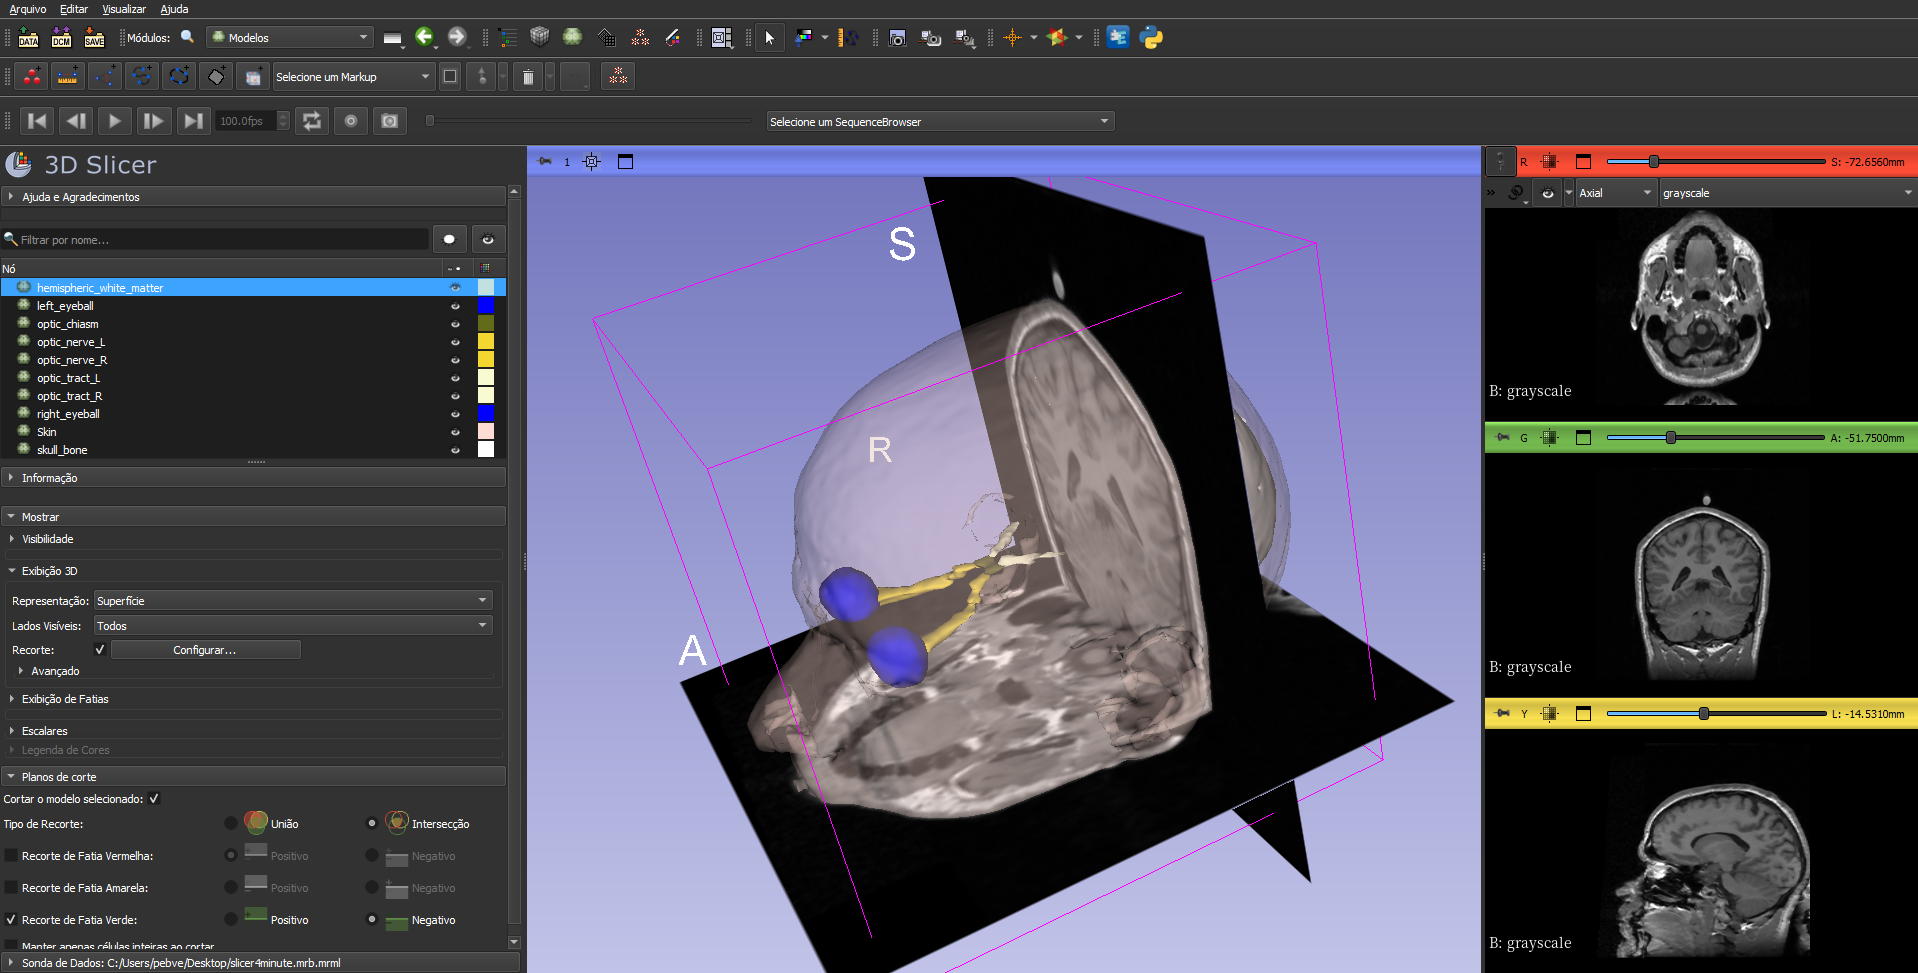 Arquivo Editar Visualizar Ajuda
DATA DCM SAVE Módulos: Modelos
Selecione um Markup
100.0fps Selecione um SequenceBrowser
3D Slicer
1
R S: -72.6560mm
Ajuda e Agradecimentos
Axial grayscale
Filtrar por nome...
Nó
hemispheric_white_matter
left_eyeball
optic_chiasm
optic_nerve_L
optic_nerve_R
optic_tract_L
optic_tract_R
right_eyeball
Skin
skull_bone
Informação
Mostrar
Visibilidade
Exibição 3D
Representação: Superfície
Lados Visíveis: Todos
Recorte: Configurar...
Avançado
Exibição de Fatias
Escalares
Legenda de Cores
Planos de corte
Cortar o modelo selecionado:
Tipo de Recorte: União Intersecção
Recorte de Fatia Vermelha: Positivo Negativo
Recorte de Fatia Amarela: Positivo Negativo
Recorte de Fatia Verde: Positivo Negativo
Manter apenas células inteiras ao cortar
Sonda de Dados: C:/Users/pebve/Desktop/slicer4minute.mrb.mrml
S
R
A
B: grayscale
G A: -51.7500mm
B: grayscale
Y L: -14.5310mm
B: grayscale